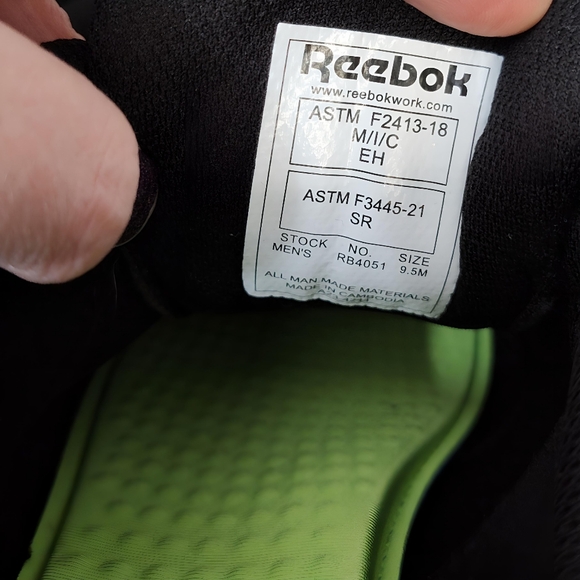 Reebok
www.reebokwork.com
ASTM F2413-18
M/I/C
EH
ASTM F3445-21
SR
STOCK NO. SIZE
MEN'S RB4051 9.5M
ALL MAN MADE MATERIALS
MADE IN CAMBODIA